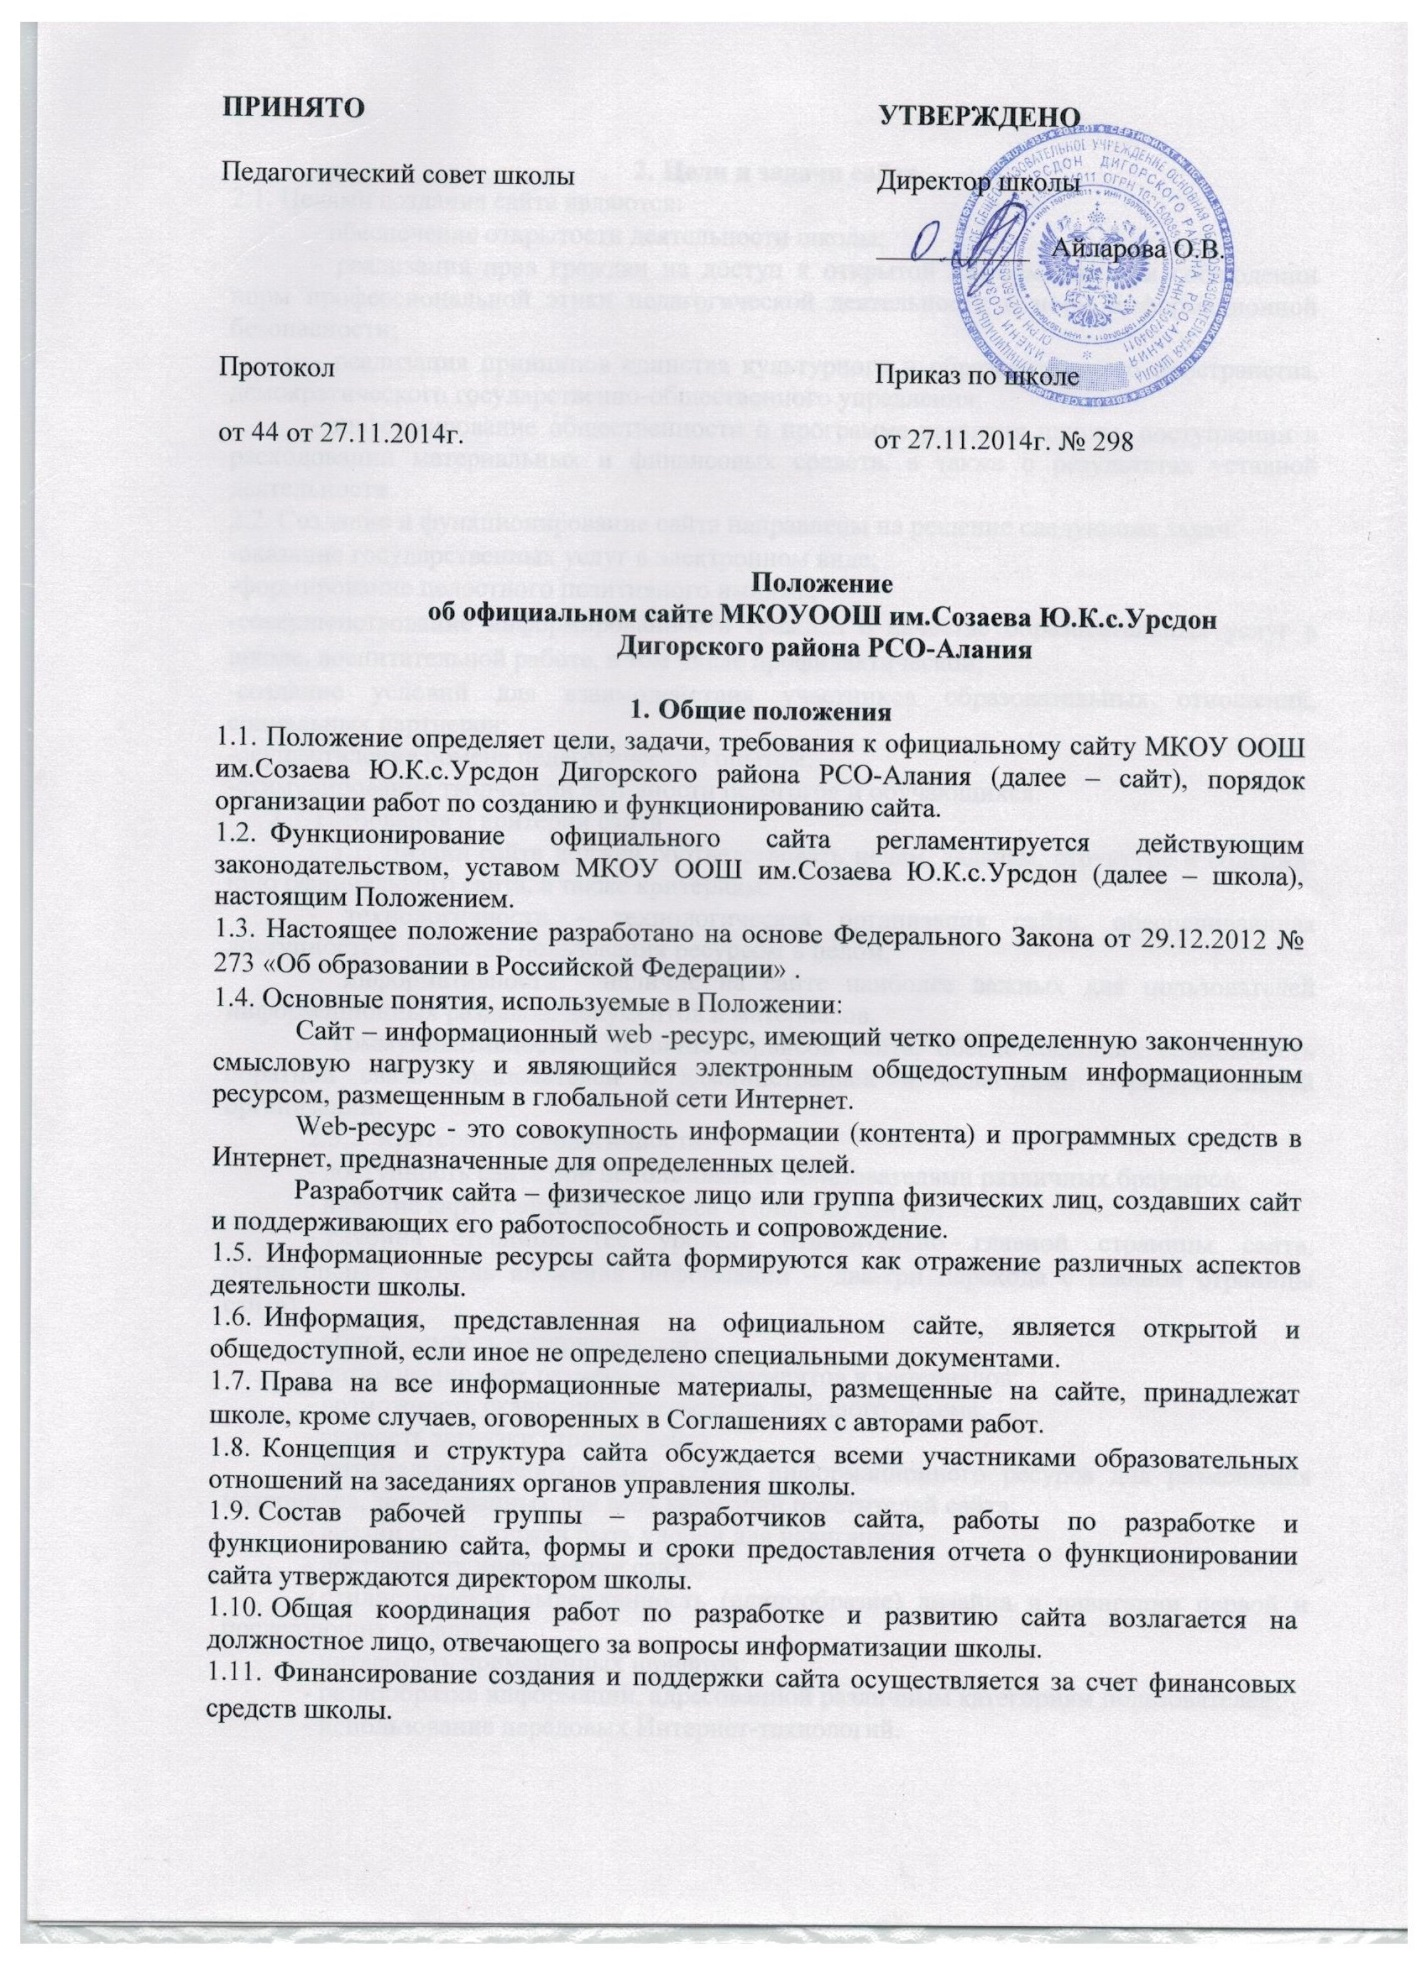 ПРИНЯТО
УТВЕРЖДЕНО
Педагогический совет школы
Директор школы
Айларова О.В.
Протокол
Приказ по школе
от 44 от 27.11.2014г.
от 27.11.2014г. № 298
Положение
об официальном сайте МКОУООШ им.Созаева Ю.К.с.Урсдон
Дигорского района РСО-Алания
1. Общие положения
1.1. Положение определяет цели, задачи, требования к официальному сайту МКОУ ООШ
им.Созаева Ю.К.с.Урсдон Дигорского района РСО-Алания (далее – сайт), порядок
организации работ по созданию и функционированию сайта.
1.2. Функционирование официального сайта регламентируется действующим
законодательством, уставом МКОУ ООШ им.Созаева Ю.К.с.Урсдон (далее – школа),
настоящим Положением.
1.3. Настоящее положение разработано на основе Федерального Закона от 29.12.2012 №
273 «Об образовании в Российской Федерации» .
1.4. Основные понятия, используемые в Положении:
Сайт – информационный web -ресурс, имеющий четко определенную законченную
смысловую нагрузку и являющийся электронным общедоступным информационным
ресурсом, размещенным в глобальной сети Интернет.
Web-ресурс - это совокупность информации (контента) и программных средств в
Интернет, предназначенные для определенных целей.
Разработчик сайта – физическое лицо или группа физических лиц, создавших сайт
и поддерживающих его работоспособность и сопровождение.
1.5. Информационные ресурсы сайта формируются как отражение различных аспектов
деятельности школы.
1.6. Информация, представленная на официальном сайте, является открытой и
общедоступной, если иное не определено специальными документами.
1.7. Права на все информационные материалы, размещенные на сайте, принадлежат
школе, кроме случаев, оговоренных в Соглашениях с авторами работ.
1.8. Концепция и структура сайта обсуждается всеми участниками образовательных
отношений на заседаниях органов управления школы.
1.9. Состав рабочей группы – разработчиков сайта, работы по разработке и
функционированию сайта, формы и сроки предоставления отчета о функционировании
сайта утверждаются директором школы.
1.10. Общая координация работ по разработке и развитию сайта возлагается на
должностное лицо, отвечающего за вопросы информатизации школы.
1.11. Финансирование создания и поддержки сайта осуществляется за счет финансовых
средств школы.